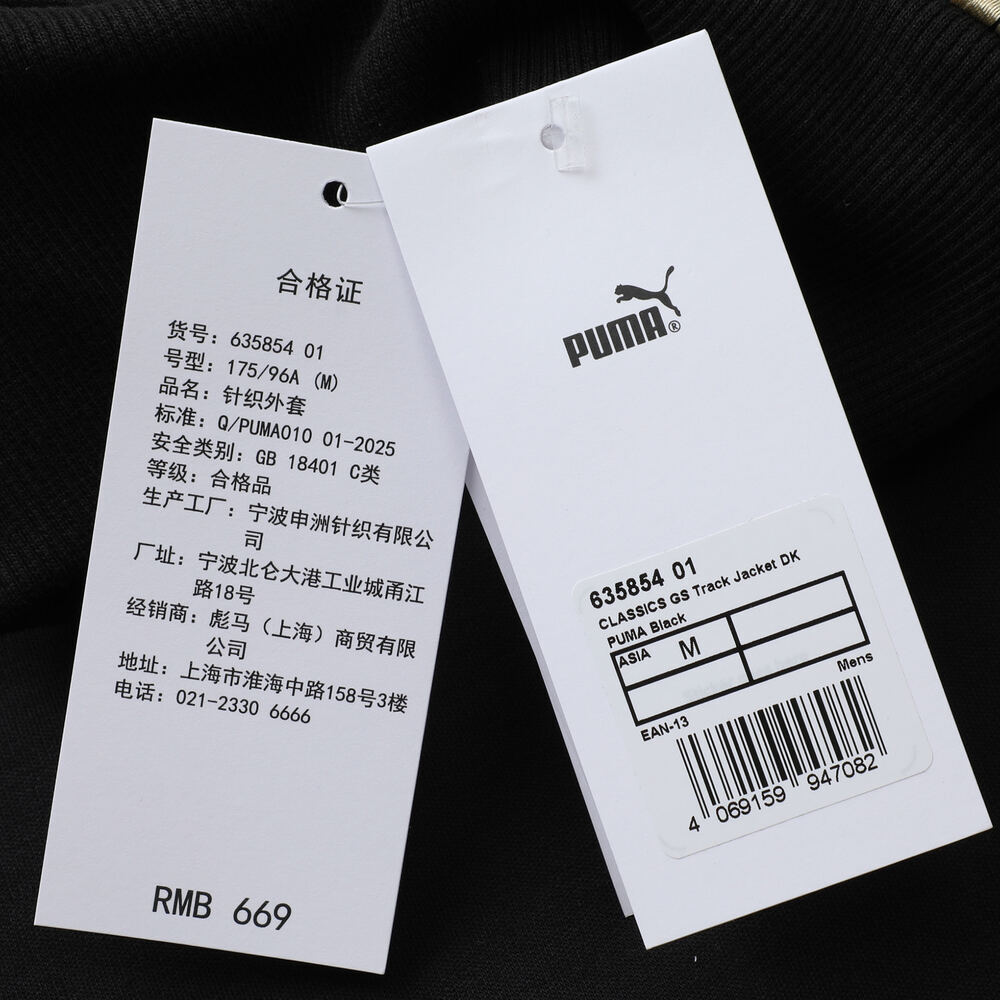 合格证
货号: 635854 01
号型: 175/96A (M)
品名: 针织外套
标准: Q/PUMA010 01-2025
安全类别: GB 18401 C类
等级: 合格品
生产工厂: 宁波申洲针织有限公
司
厂址: 宁波北仑大港工业城甬江
路18号
经销商: 彪马（上海）商贸有限
公司
地址: 上海市淮海中路158号3楼
电话: 021-2330 6666
RMB 669
PUMA®
635854 01
CLASSICS GS Track Jacket DK
PUMA Black
ASIA M
Mens
EAN-13
4 069159 947082